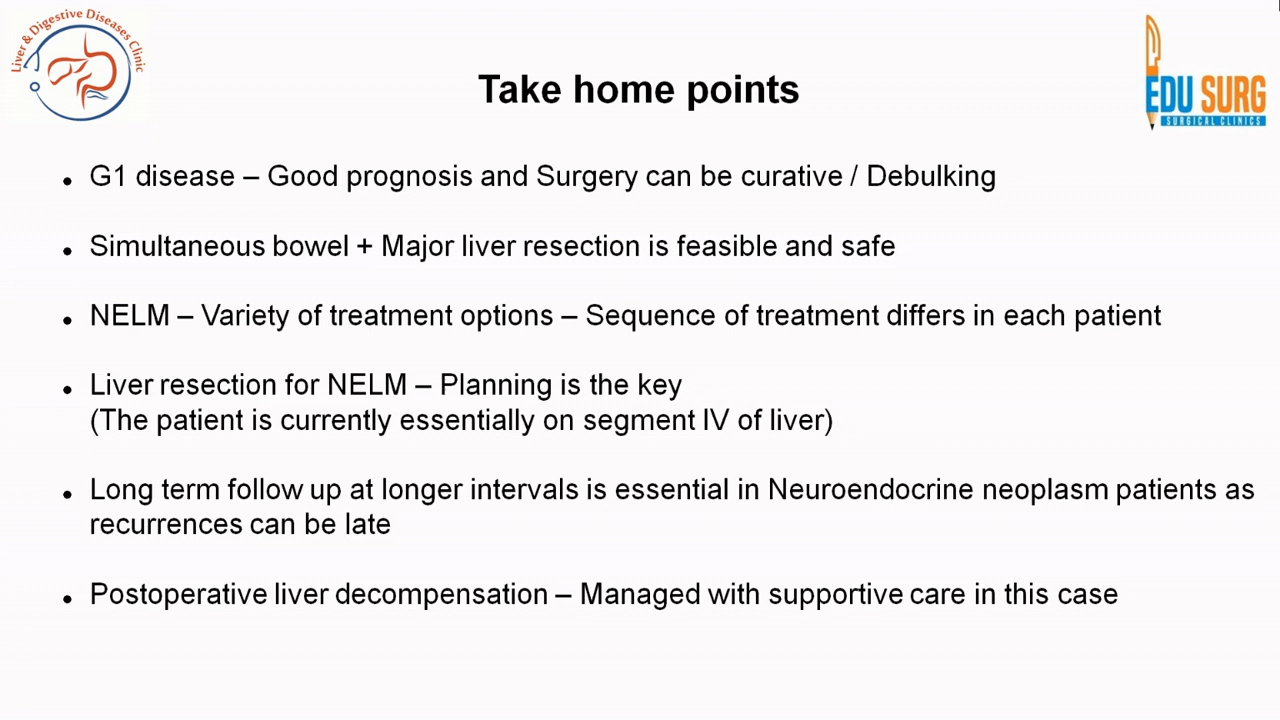 Liver & Digestive Diseases Clinic
EDU SURG
SURGICAL CLINICS
Take home points
• G1 disease – Good prognosis and Surgery can be curative / Debulking
• Simultaneous bowel + Major liver resection is feasible and safe
• NELM – Variety of treatment options – Sequence of treatment differs in each patient
• Liver resection for NELM – Planning is the key
(The patient is currently essentially on segment IV of liver)
• Long term follow up at longer intervals is essential in Neuroendocrine neoplasm patients as
recurrences can be late
• Postoperative liver decompensation – Managed with supportive care in this case